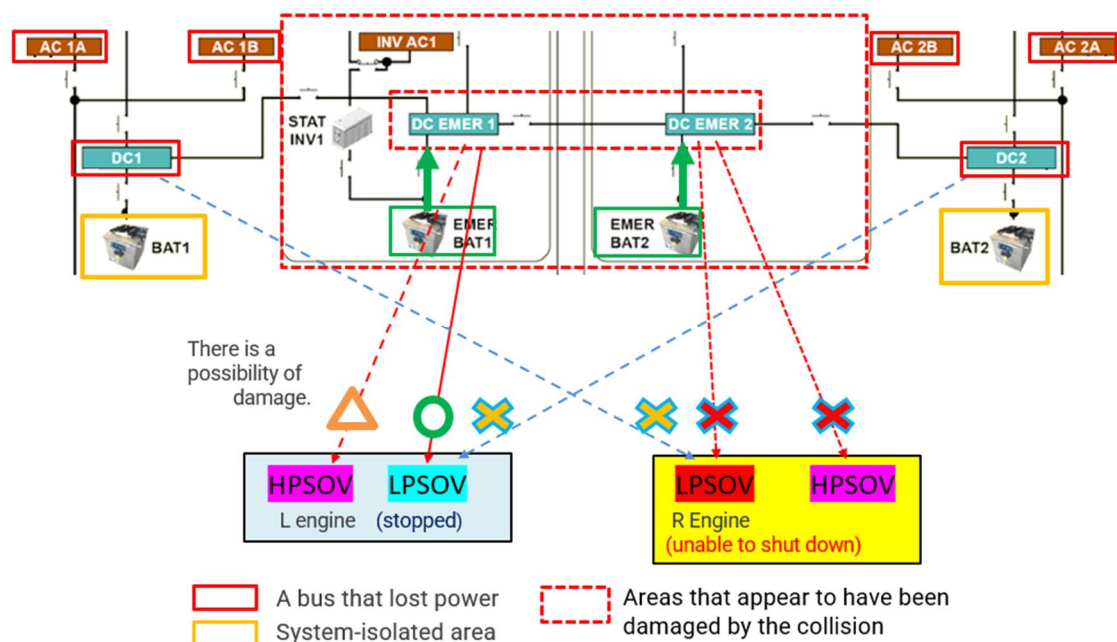 AC 1A
AC 1B
INV AC1
AC 2B
AC 2A
STAT
INV1
DC EMER 1
DC EMER 2
DC1
DC2
BAT1
EMER
BAT1
EMER
BAT2
BAT2
There is a
possibility of
damage.
HPSOV
LPSOV
LPSOV
HPSOV
L engine
(stopped)
R Engine
(unable to shut down)
A bus that lost power
Areas that appear to have been
damaged by the collision
System-isolated area